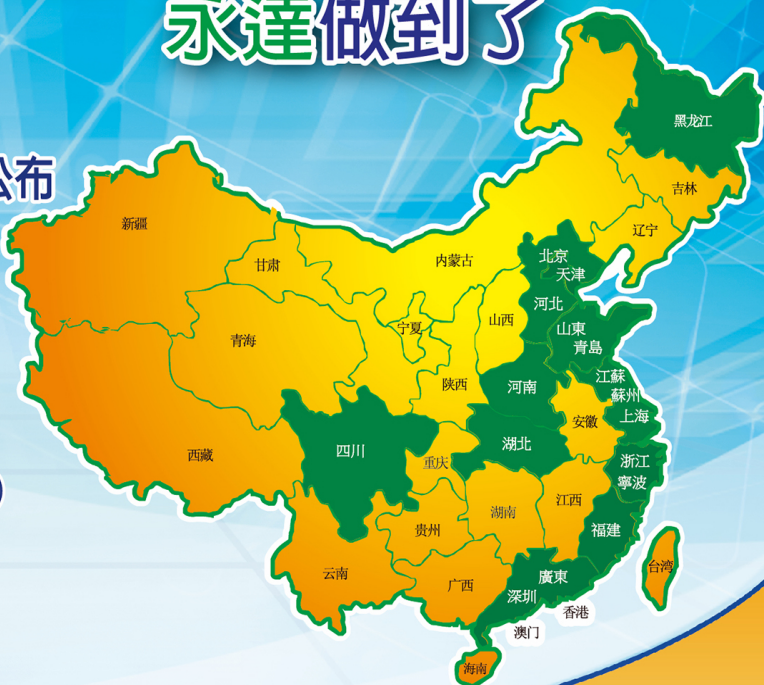 永達做到了
公布
黑龙江
吉林
辽宁
新疆
甘肃
内蒙古
北京
天津
河北
山西
宁夏
青海
山東
青島
陕西
河南
江蘇
蘇州
上海
安徽
西藏
四川
重庆
湖北
浙江
寧波
湖南
江西
福建
贵州
云南
广西
廣東
深圳
香港
澳门
台湾
海南
)